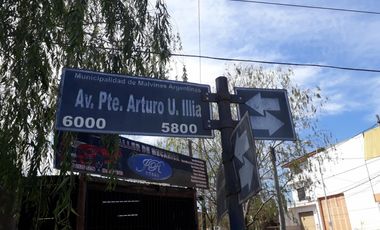 Municipalidad de Malvinas Argentinas
Av. Pte. Arturo U. Illia
6000 5800